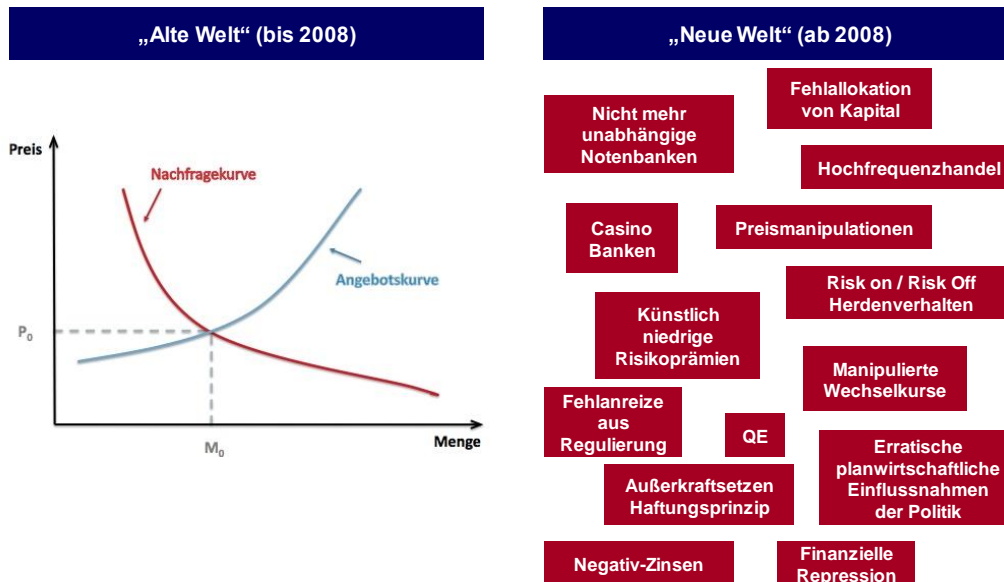 „Alte Welt“ (bis 2008)
Preis
Nachfragekurve
Angebotskurve
P0
M0
Menge
„Neue Welt“ (ab 2008)
Fehlallokation
von Kapital
Nicht mehr
unabhängige
Notenbanken
Hochfrequenzhandel
Casino
Banken
Preismanipulationen
Risk on / Risk Off
Herdenverhalten
Künstlich
niedrige
Risikoprämien
Manipulierte
Wechselkurse
Fehlanreize
aus
Regulierung
QE
Erratische
planwirtschaftliche
Einflussnahmen
der Politik
Außerkraftsetzen
Haftungsprinzip
Negativ-Zinsen
Finanzielle
Repression